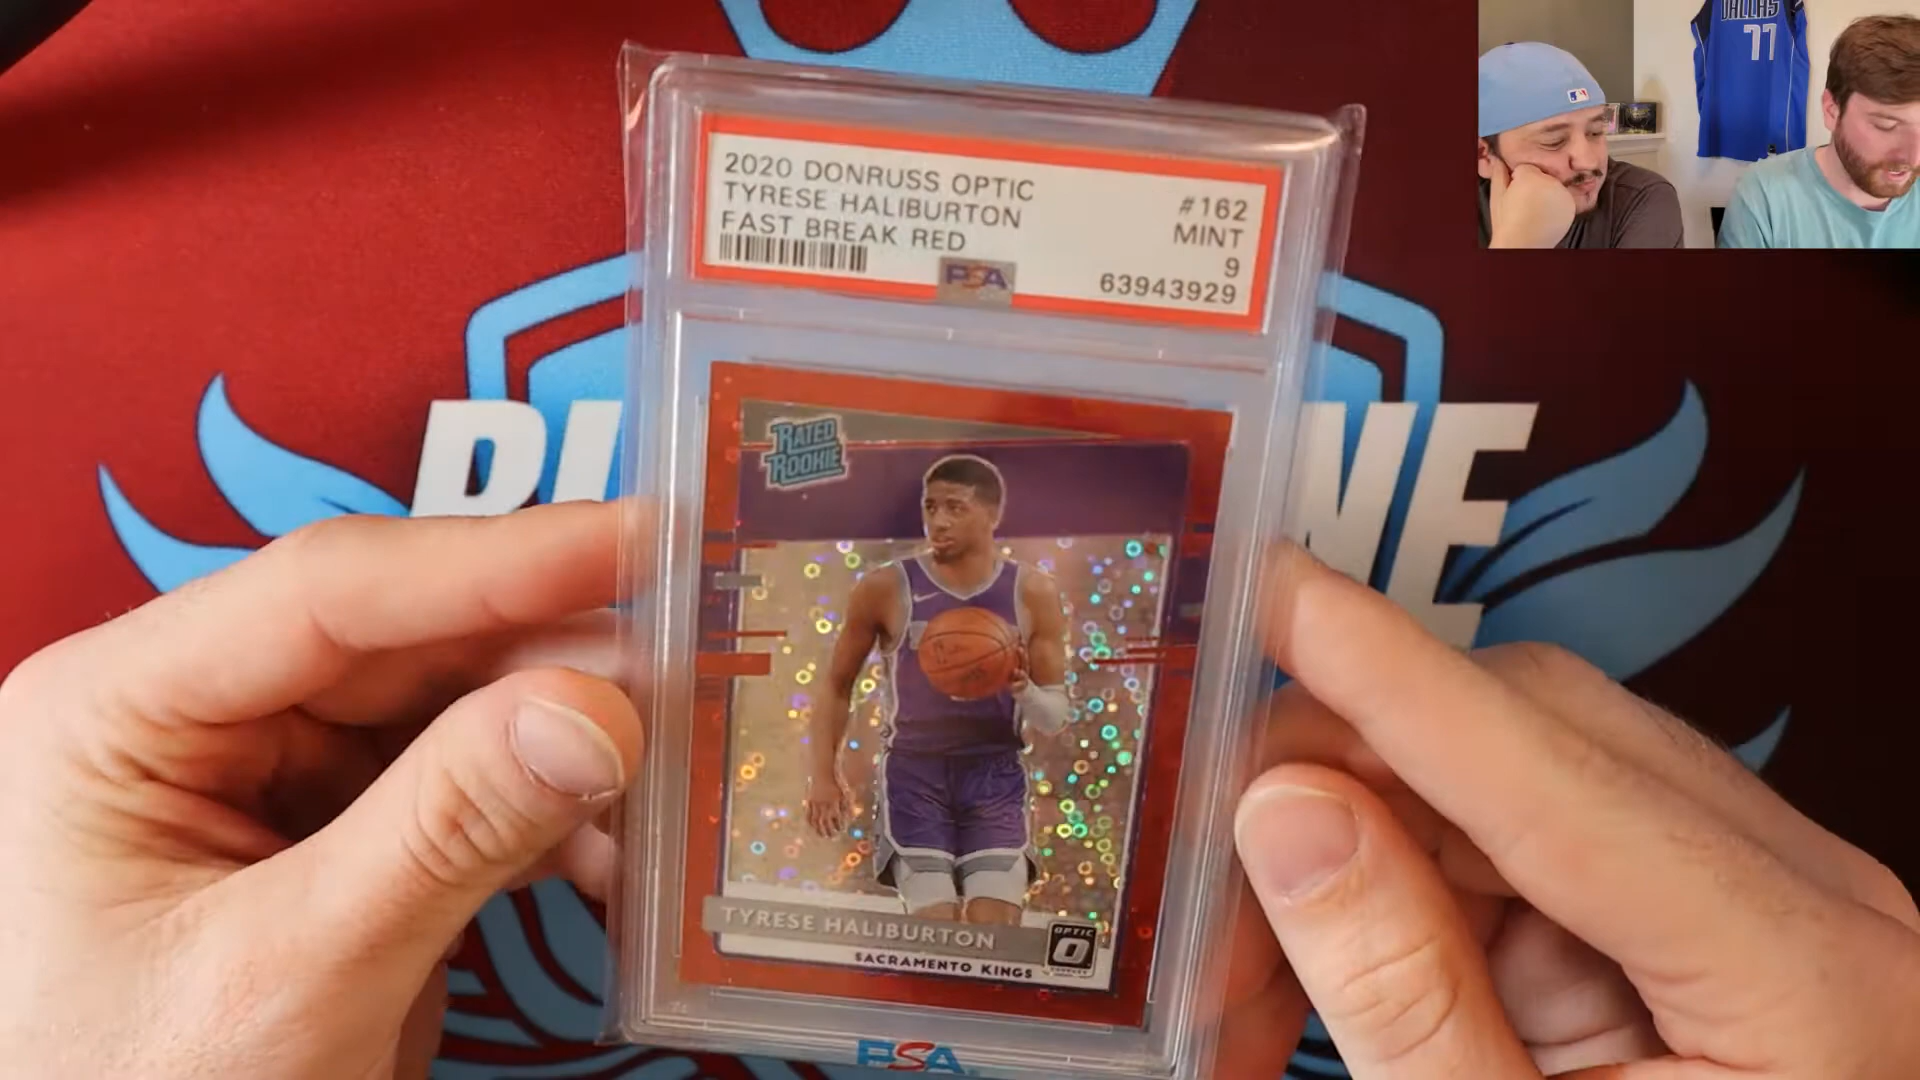 DALLAS
77
2020 DONRUSS OPTIC
TYRESE HALIBURTON
FAST BREAK RED
#162
MINT
9
63943929
PSA
RATED
ROOKIE
TYRESE HALIBURTON
OPTIC
SACRAMENTO KINGS
PSA